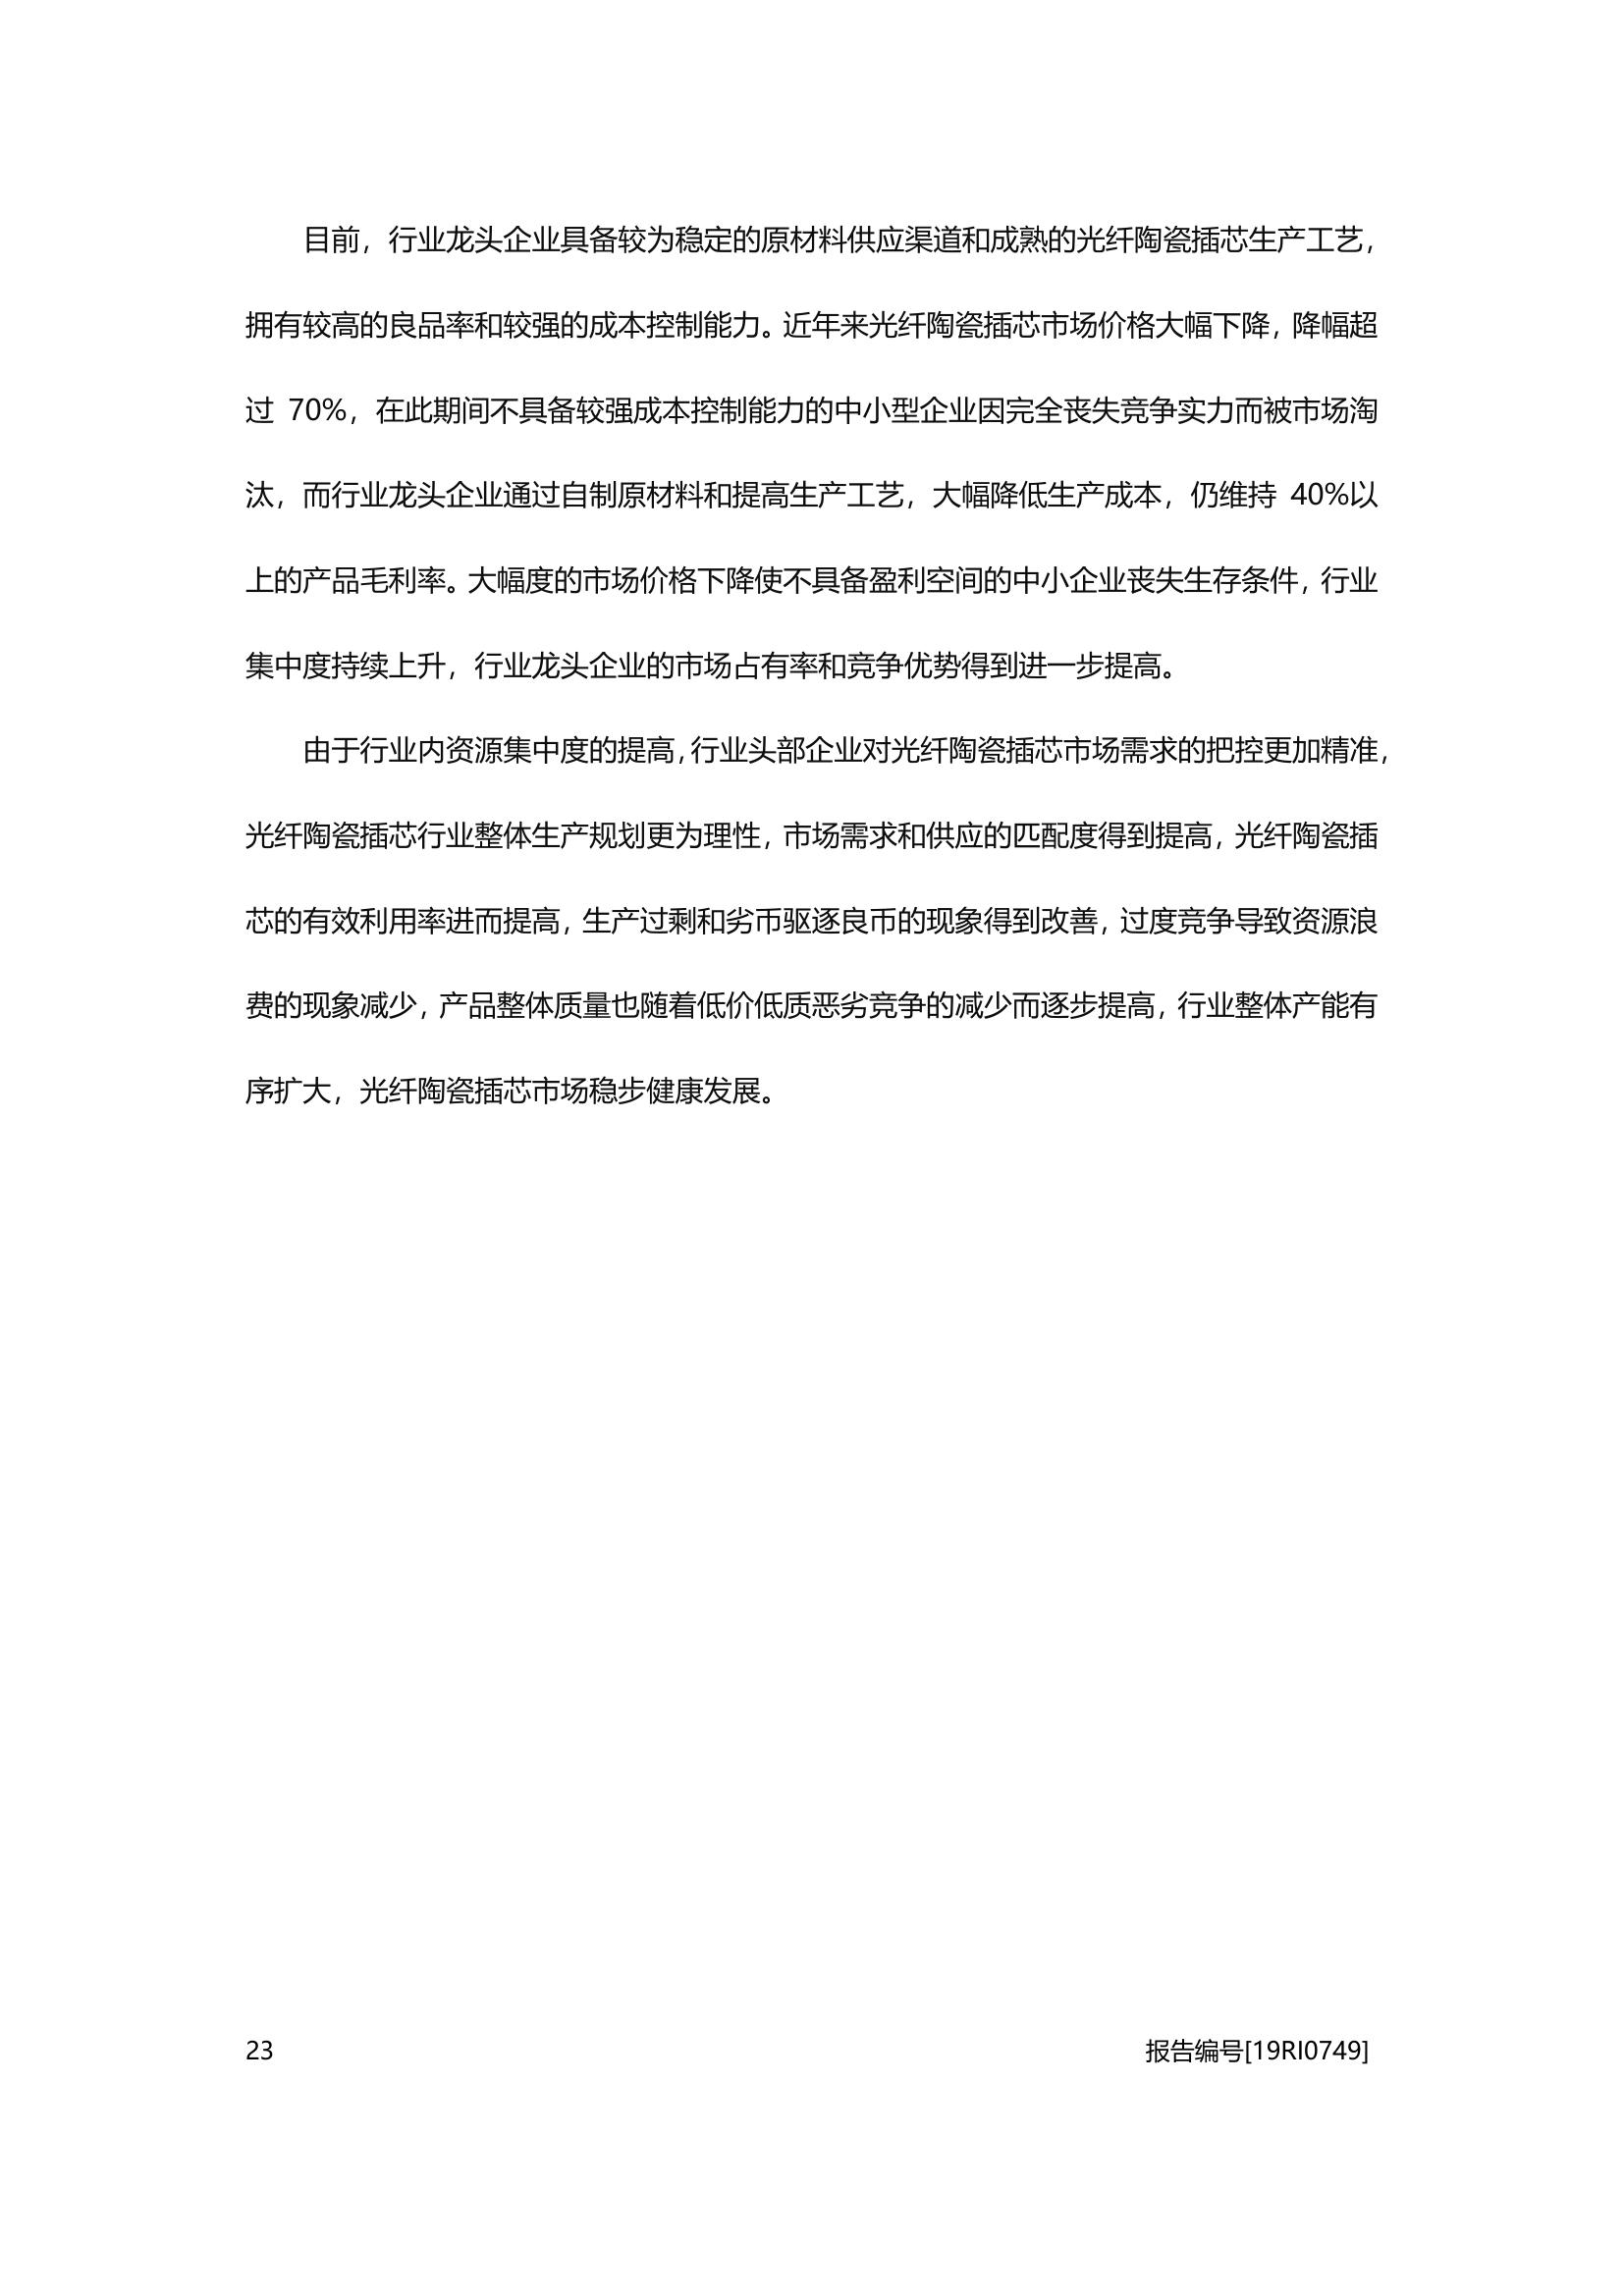 目前，行业龙头企业具备较为稳定的原材料供应渠道和成熟的光纤陶瓷插芯生产工艺，
拥有较高的良品率和较强的成本控制能力。近年来光纤陶瓷插芯市场价格大幅下降，降幅超
过 70%，在此期间不具备较强成本控制能力的中小型企业因完全丧失竞争实力而被市场淘
汰，而行业龙头企业通过自制原材料和提高生产工艺，大幅降低生产成本，仍维持 40%以
上的产品毛利率。大幅度的市场价格下降使不具备盈利空间的中小企业丧失生存条件，行业
集中度持续上升，行业龙头企业的市场占有率和竞争优势得到进一步提高。
由于行业内资源集中度的提高，行业头部企业对光纤陶瓷插芯市场需求的把控更加精准，
光纤陶瓷插芯行业整体生产规划更为理性，市场需求和供应的匹配度得到提高，光纤陶瓷插
芯的有效利用率进而提高，生产过剩和劣币驱逐良币的现象得到改善，过度竞争导致资源浪
费的现象减少，产品整体质量也随着低价低质恶劣竞争的减少而逐步提高，行业整体产能有
序扩大，光纤陶瓷插芯市场稳步健康发展。
23 报告编号[19RI0749]